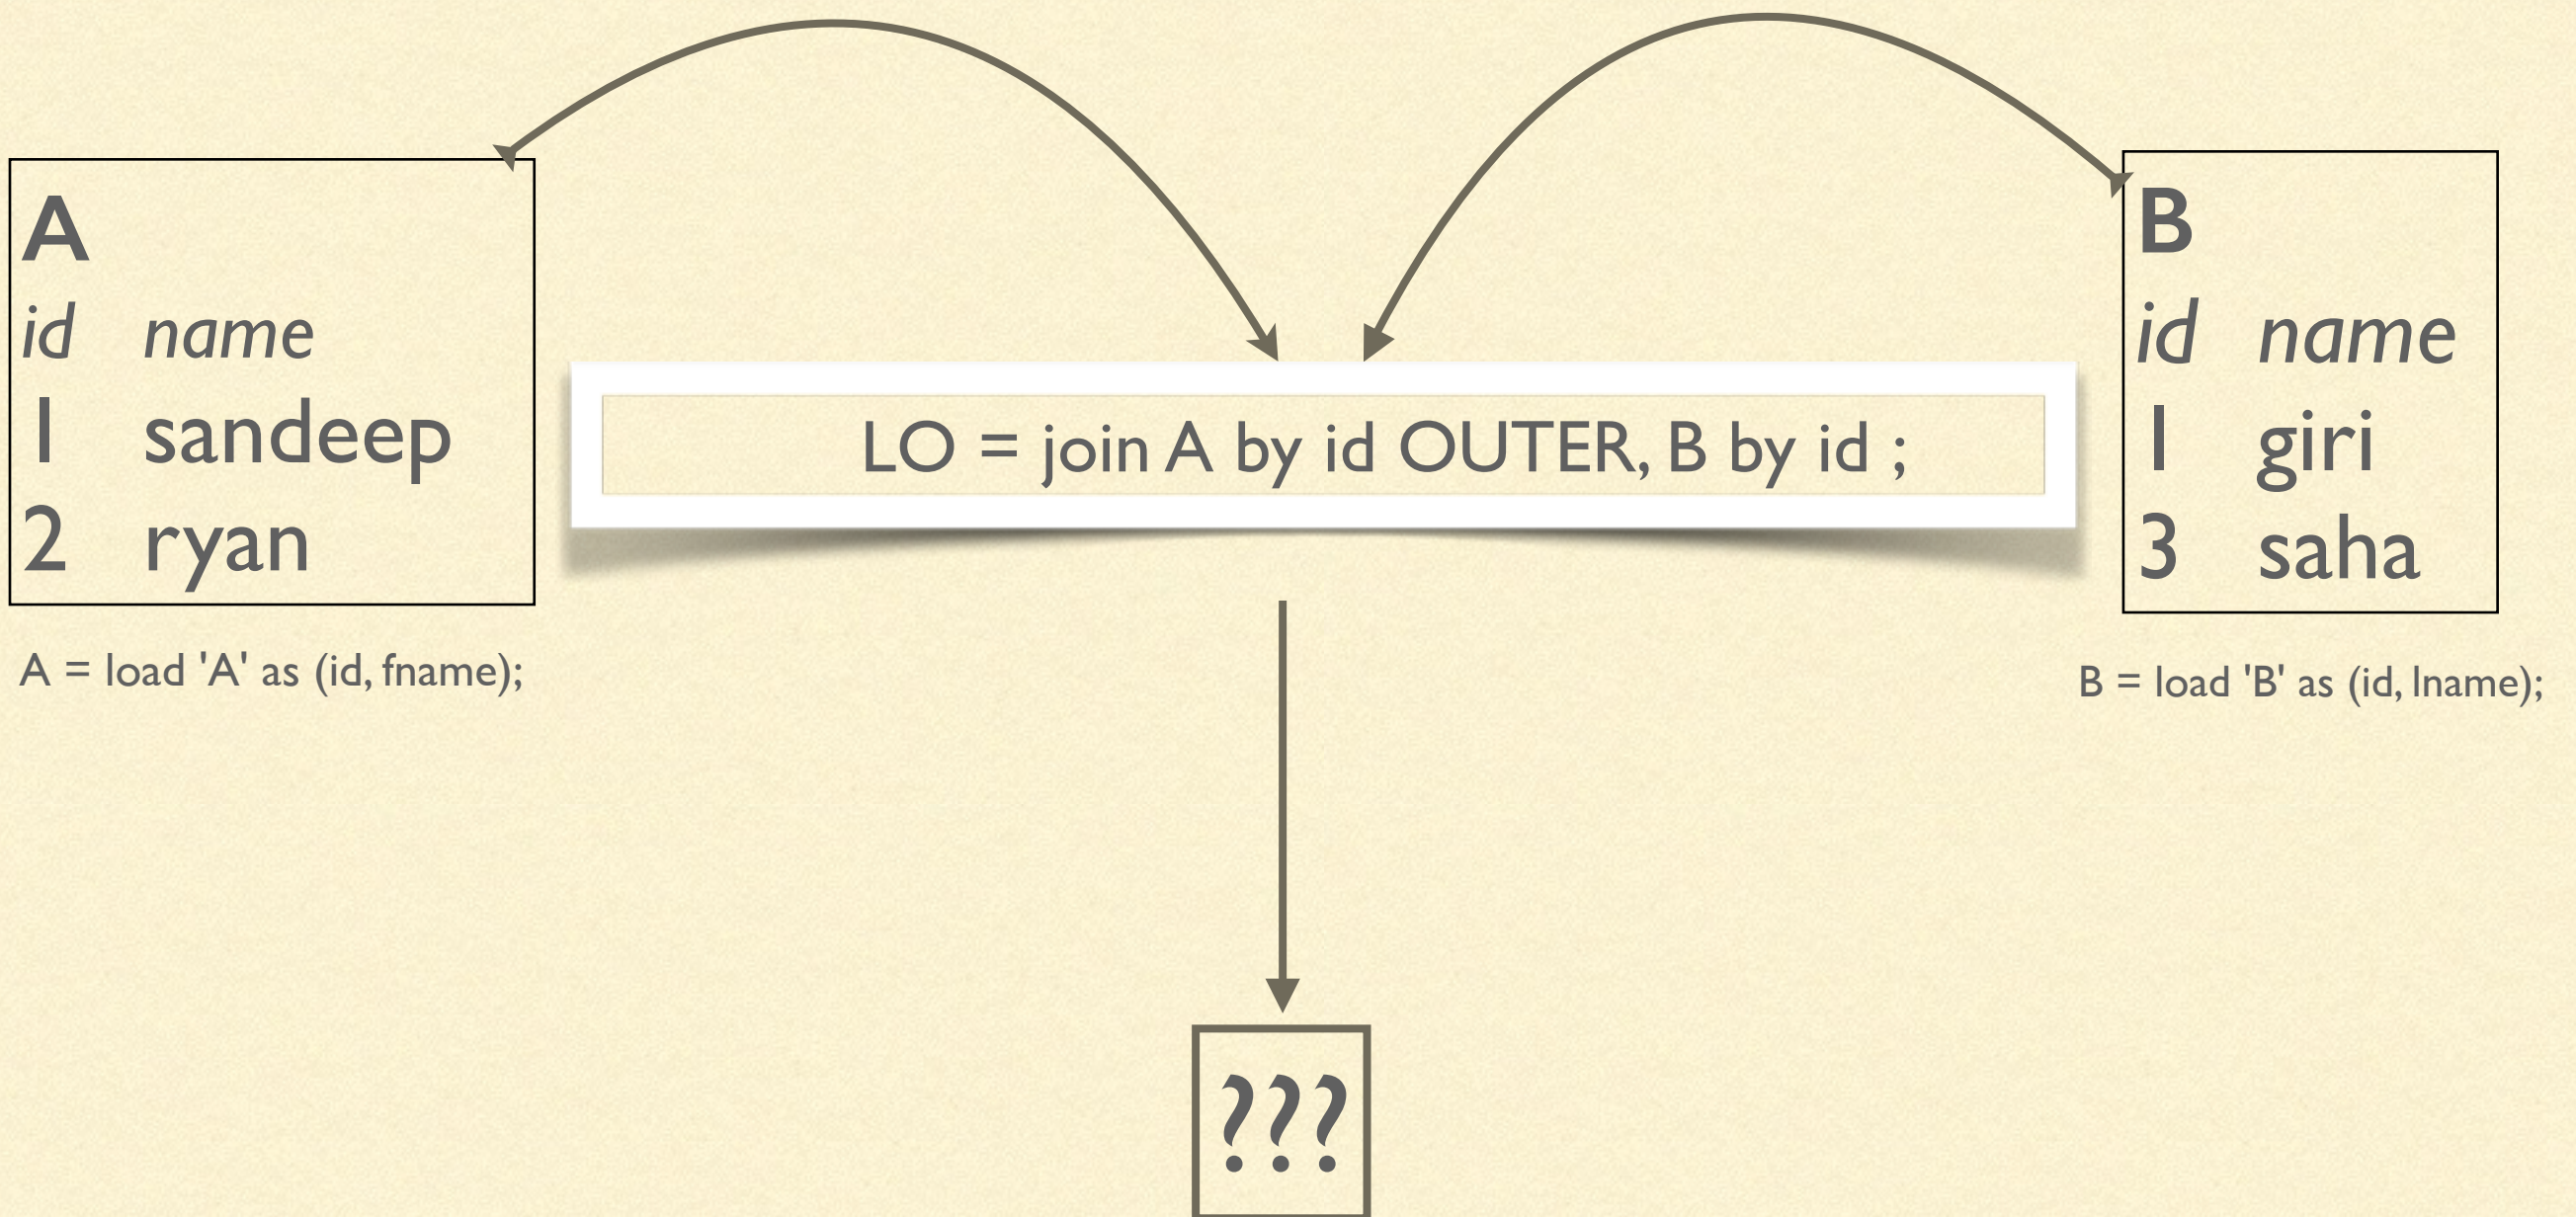 A
id name
1 sandeep
2 ryan
A = load 'A' as (id, fname);
LO = join A by id OUTER, B by id ;
B
id name
1 giri
3 saha
B = load 'B' as (id, lname);
???